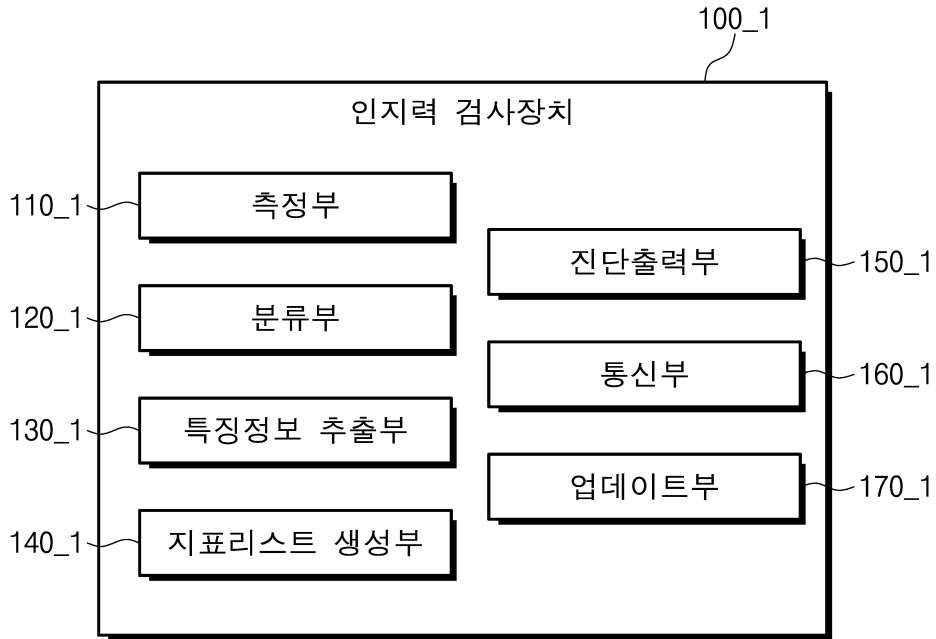 100_1
인지력 검사장치
110_1
측정부
120_1
분류부
130_1
특징정보 추출부
140_1
지표리스트 생성부
진단출력부
150_1
통신부
160_1
업데이트부
170_1